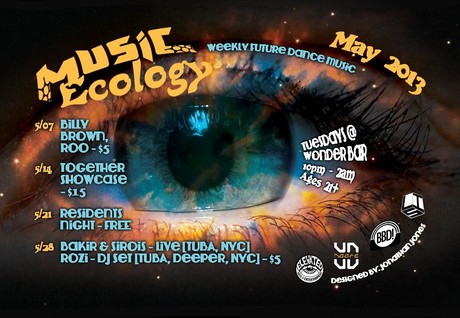 Music Ecology
WEEKLY FUTURE DANCE MUSIC
May 2013
5/07 BILLY
BROWN,
ROO - $5
5/14 TOGETHER
SHOWCASE
- $15
5/21 RESIDENTS
NIGHT - FREE
5/28 BAKIR & SIROIS - LIVE [TUBA, NYC]
ROZI - DJ SET [TUBA, DEEPER, NYC] - $5
TUESDAYS @
WONDER BAR
10PM - 2AM
AGES 21+
ELEVATED
BBD!
DESIGNED BY: JONATHAN JONES